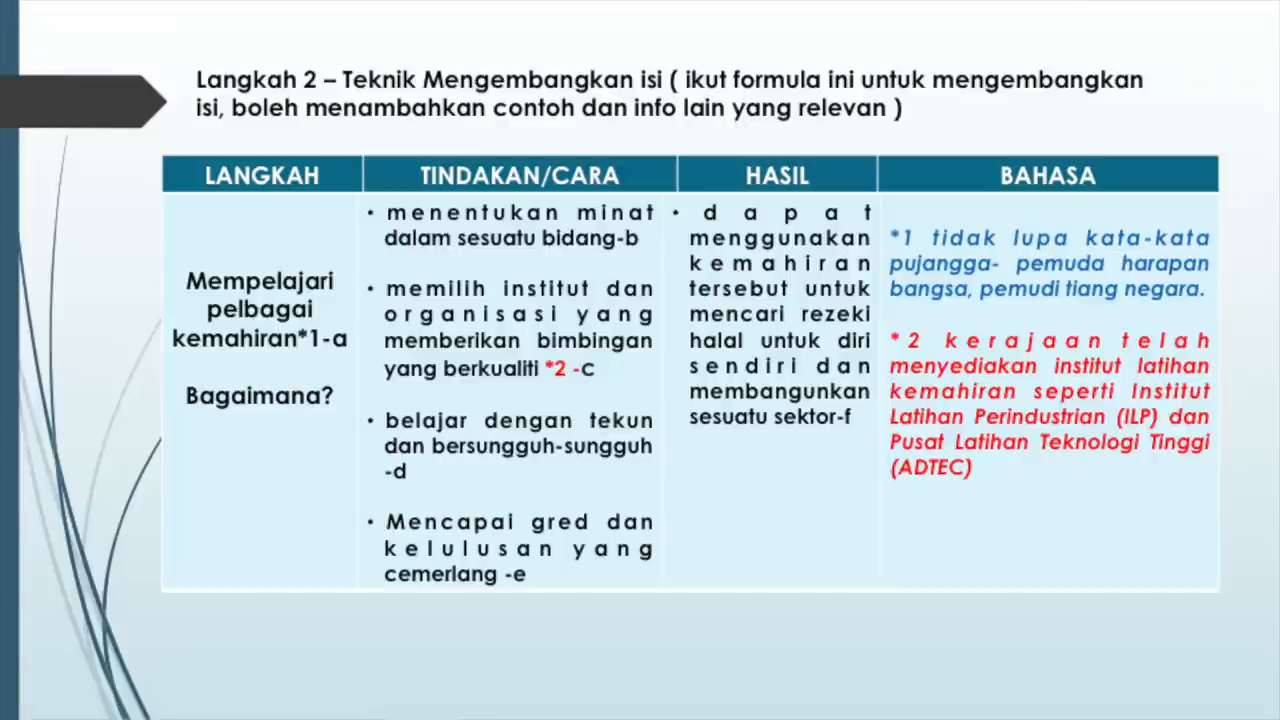 Langkah 2 – Teknik Mengembangkan isi ( ikut formula ini untuk mengembangkan
isi, boleh menambahkan contoh dan info lain yang relevan )
LANGKAH
TINDAKAN/CARA
HASIL
BAHASA
Mempelajari
pelbagai
kemahiran*1-a
Bagaimana?
• menentukan minat
dalam sesuatu bidang-b
• memilih institut dan
organisasi yang
memberikan bimbingan
yang berkualiti *2 -c
• belajar dengan tekun
dan bersungguh-sungguh
-d
• Mencapai gred dan
kelulusan yang
cemerlang -e
• dapat
menggunakan
kemahiran
tersebut untuk
mencari rezeki
halal untuk diri
sendiri dan
membangunkan
sesuatu sektor-f
*1 tidak lupa kata-kata
pujangga- pemuda harapan
bangsa, pemudi tiang negara.
*2 kerajaan telah
menyediakan institut latihan
kemahiran seperti Institut
Latihan Perindustrian (ILP) dan
Pusat Latihan Teknologi Tinggi
(ADTEC)